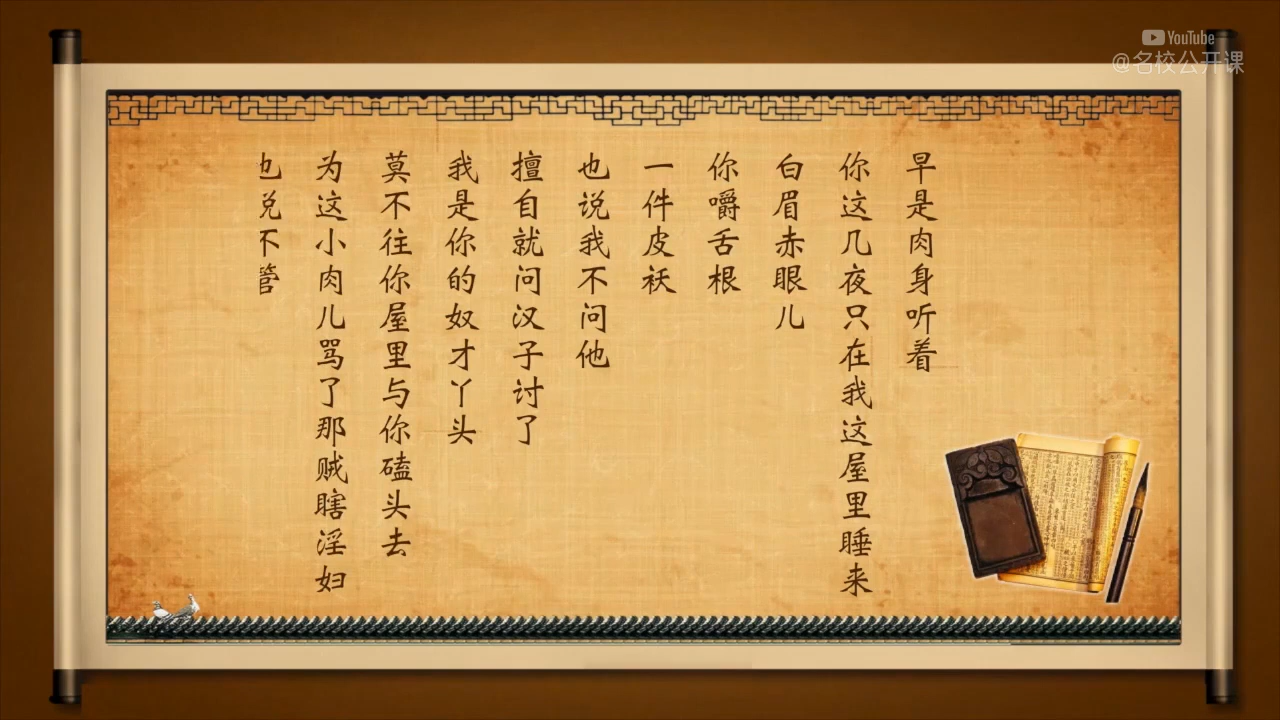 早是肉身听着
你这几夜只在我这屋里睡来
白眉赤眼儿
你嚼舌根
一件皮袄
也说我不问他
擅自就问汉子讨了
我是你的奴才丫头
莫不往你屋里与你磕头去
为这小肉儿骂了那贼瞎淫妇
也说不管
YouTube
@名校公开课